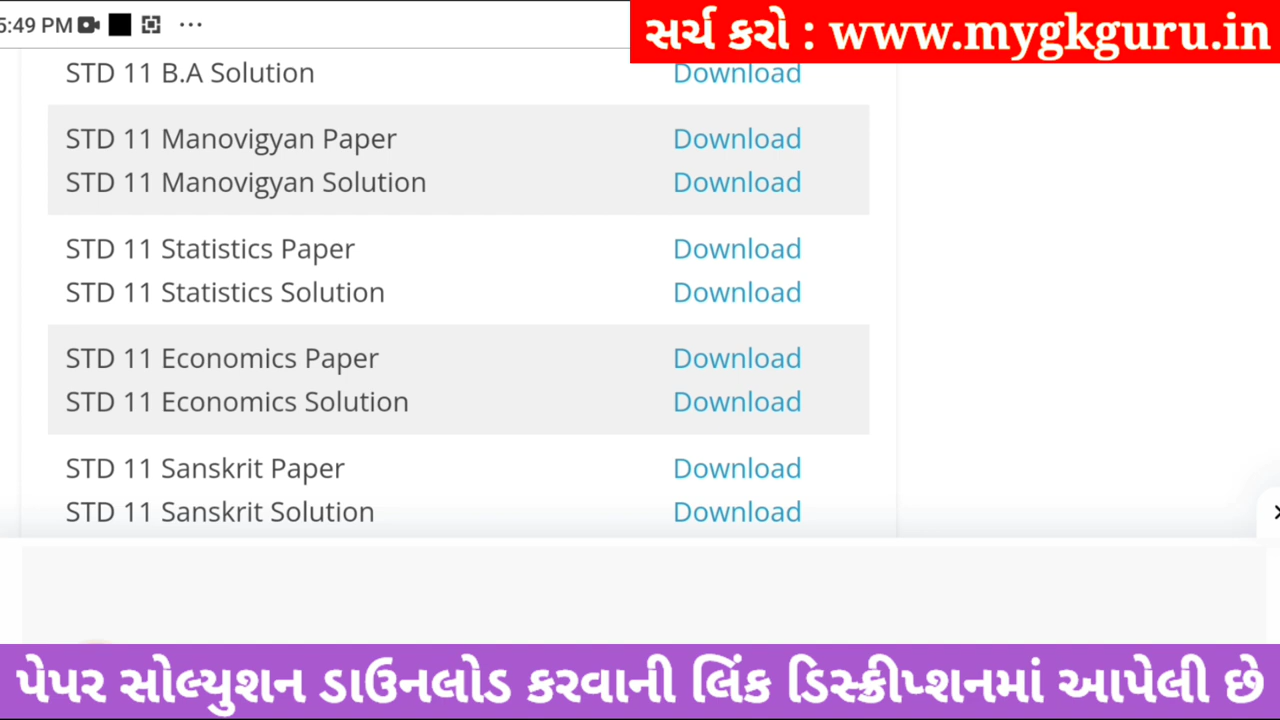 5:49 PM
સર્ચ કરો : www.mygkguru.in
STD 11 B.A Solution Download
STD 11 Manovigyan Paper Download
STD 11 Manovigyan Solution Download
STD 11 Statistics Paper Download
STD 11 Statistics Solution Download
STD 11 Economics Paper Download
STD 11 Economics Solution Download
STD 11 Sanskrit Paper Download
STD 11 Sanskrit Solution Download
પેપર સોલ્યુશન ડાઉનલોડ કરવાની લિંક ડિસ્ક્રીપ્શનમાં આપેલી છે